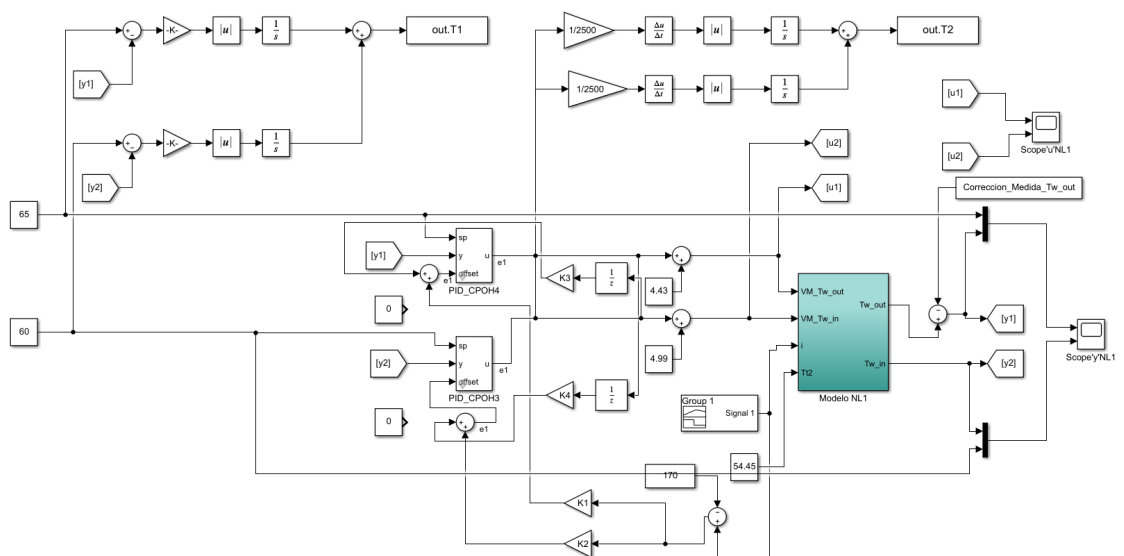 -K-
|u|
1
s
out.T1
[y1]
-K-
|u|
1
s
[y2]
1/2500
Δu
Δt
|u|
1
s
out.T2
1/2500
Δu
Δt
|u|
1
s
[u1]
[u2]
Scope'u'NL1
[u2]
[u1]
Correccion_Medida_Tw_out
65
60
sp
y
offset
u
e1
PID_CPOH4
[y1]
e1
0
K3
1
z
4.43
sp
y
offset
u
e1
PID_CPOH3
[y2]
0
e1
K4
1
z
4.99
VM_Tw_out
VM_Tw_in
i
Tt2
Tw_out
Tw_in
Modelo NL1
[y1]
[y2]
Scope'y'NL1
Group 1
Signal 1
54.45
170
K1
K2